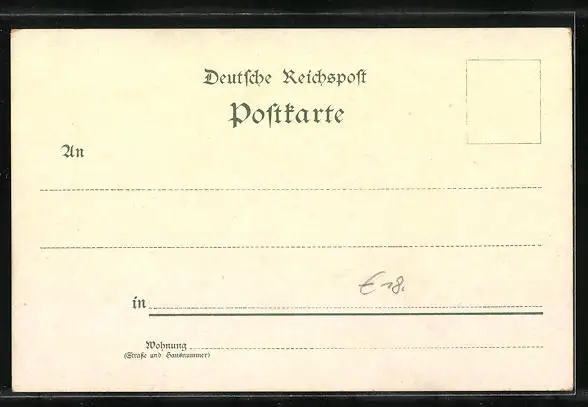 Deutſche Reichspoſt
Poſtkarte
An
in
€ 18.
Wohnung
(Straße und Hausnummer)